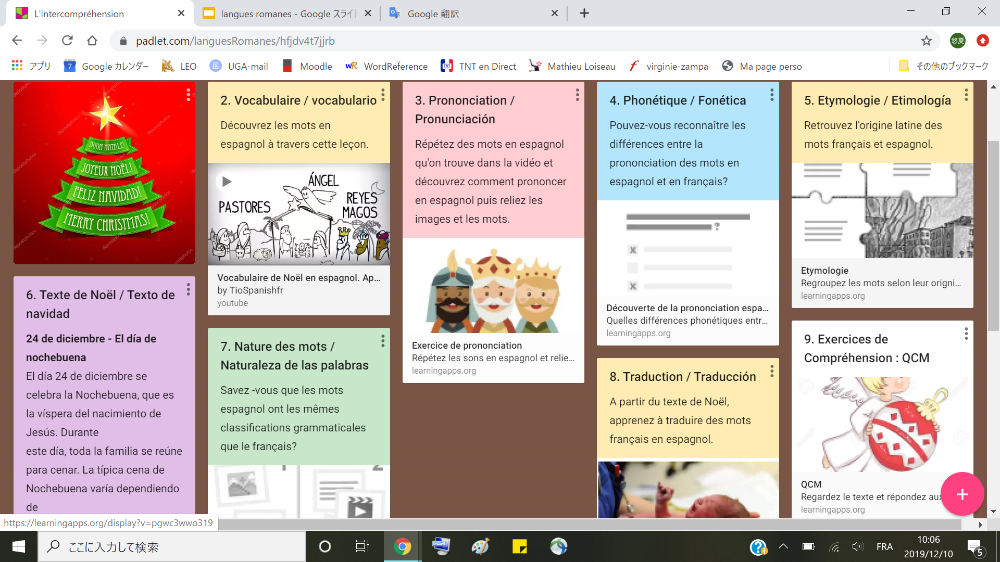 L'intercompréhension
langues romanes - Google スライ
Google 翻訳
padlet.com/languesRomanes/hfjdv4t7jjrb
悠夏
アプリ
7
Google カレンダー
LEO
UGA-mail
Moodle
WordReference
TNT en Direct
Mathieu Loiseau
virginie-zampa
Ma page perso
その他のブックマーク
BUON NATALE!
JOYEUX NOËL!
FELIZ NAVIDAD!
MERRY CHRISTMAS!
depositphotos
2. Vocabulaire / vocabulario
Découvrez les mots en
espagnol à travers cette leçon.
ÁNGEL
PASTORES
REYES
MAGOS
Vocabulaire de Noël en espagnol. Ap...
by TioSpanishfr
youtube
3. Prononciation /
Pronunciación
Répétez des mots en espagnol
qu'on trouve dans la vidéo et
découvrez comment prononcer
en espagnol puis reliez les
images et les mots.
Exercice de prononciation
Répétez les sons en espagnol et relie...
learningapps.org
4. Phonétique / Fonética
Pouvez-vous reconnaître les
différences entre la
prononciation des mots en
espagnol et en français?
?
Découverte de la prononciation espa...
Quelles différences phonétiques entr...
learningapps.org
5. Etymologie / Etimología
Retrouvez l'origine latine des
mots français et espagnol.
Etymologie
Regroupez les mots selon leur origni...
learningapps.org
6. Texte de Noël / Texto de
navidad
24 de diciembre - El día de
nochebuena
El día 24 de diciembre se
celebra la Nochebuena, que es
la víspera del nacimiento de
Jesús. Durante
este día, toda la familia se reúne
para cenar. La típica cena de
Nochebuena varía dependiendo
de
7. Nature des mots /
Naturaleza de las palabras
Savez -vous que les mots
espagnol ont les mêmes
classifications grammaticales
que le français?
8. Traduction / Traducción
A partir du texte de Noël,
apprenez à traduire des mots
français en espagnol.
9. Exercices de
Compréhension : QCM
QCM
Regardez le texte et répondez au
learningapps.org
https://learningapps.org/display?v=pgwc3wwo319
ここに入力して検索
FRA
10:06
2019/12/10
5